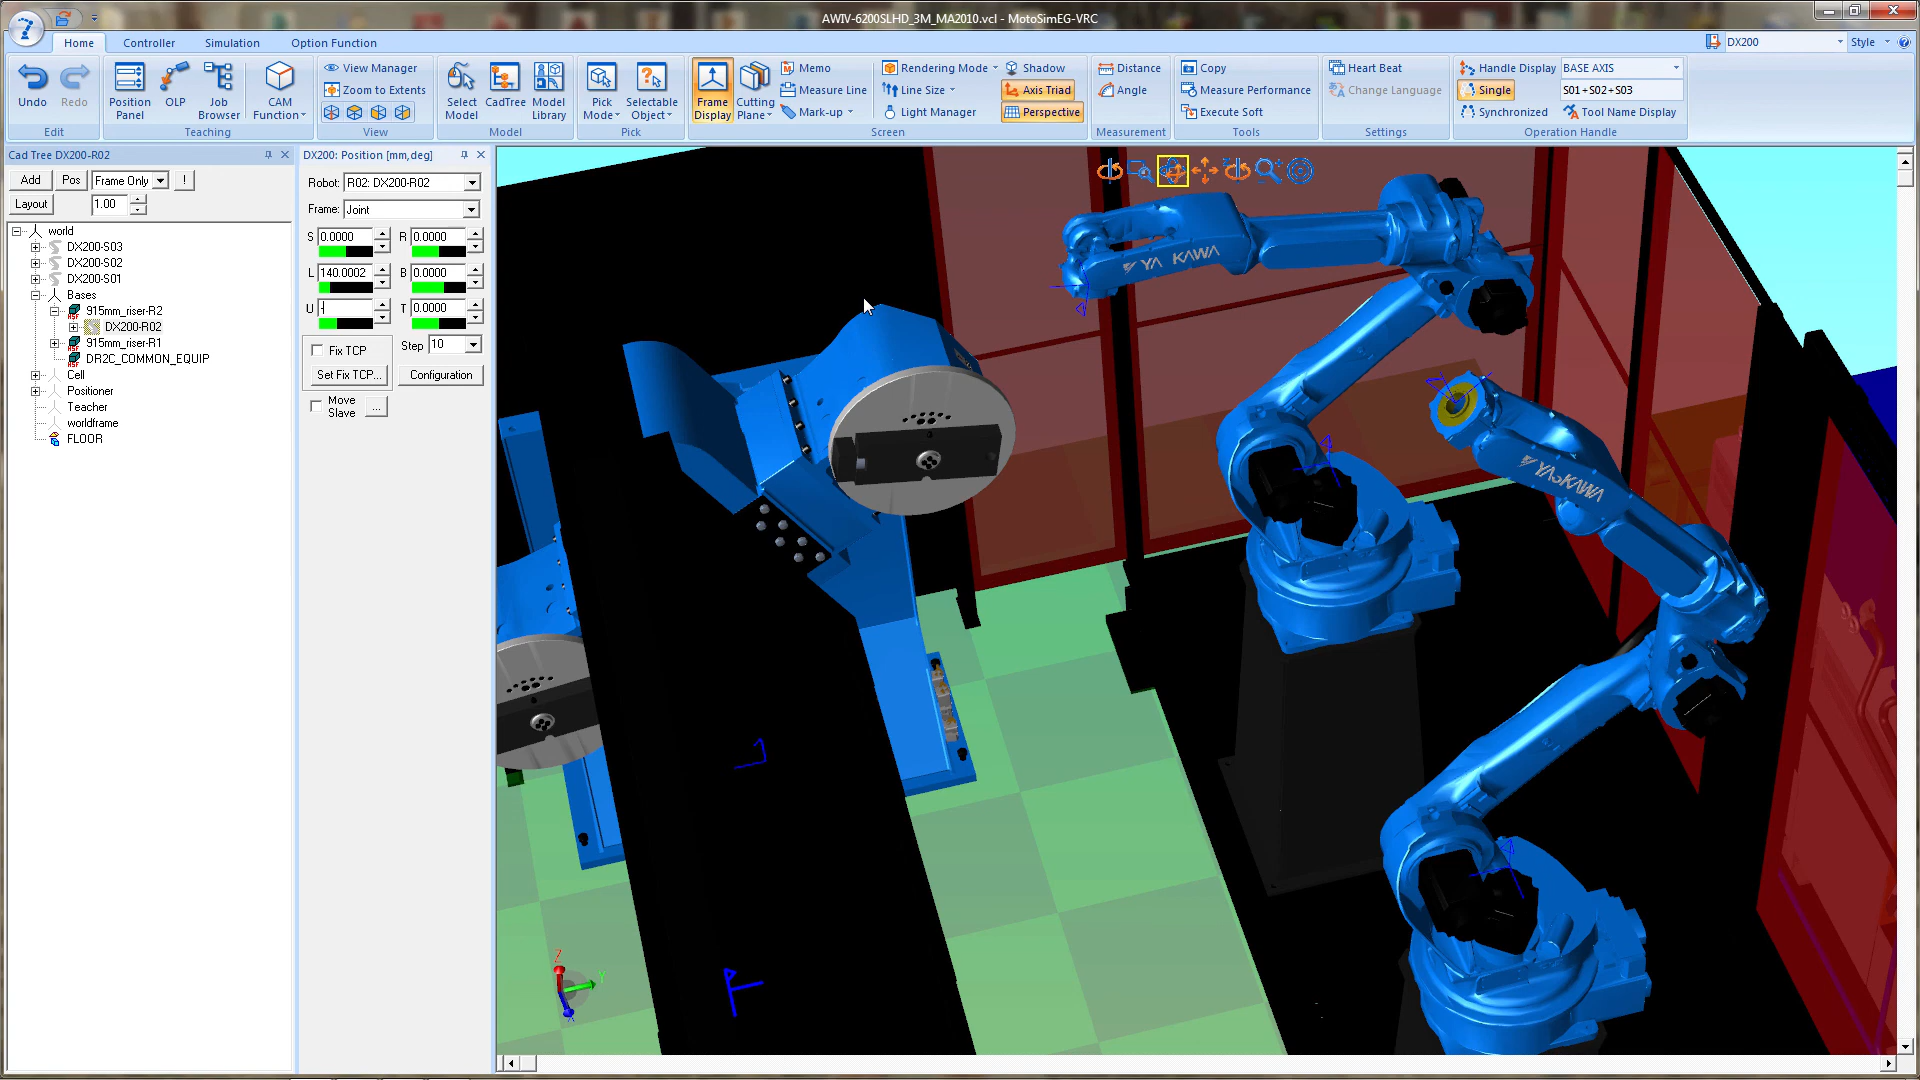 AWIV-6200SLHD_3M_MA2010.vcl - MotoSimEG-VRC
Home Controller Simulation Option Function
DX200 Style
Undo Redo
Edit
Position Panel OLP Job Browser
Teaching
CAM Function
View Manager
Zoom to Extents
View
Select Model CadTree Model Library
Model
Pick Mode Selectable Object
Pick
Frame Display Cutting Plane
Memo
Measure Line
Mark-up
Rendering Mode
Line Size
Light Manager
Shadow
Axis Triad
Perspective
Screen
Distance
Angle
Measurement
Copy
Measure Performance
Execute Soft
Tools
Heart Beat
Change Language
Settings
Handle Display BASE AXIS
Single S01+S02+S03
Synchronized Tool Name Display
Operation Handle
Cad Tree DX200-R02
Add Pos Frame Only !
Layout 1.00
world
DX200-S03
DX200-S02
DX200-S01
Bases
915mm_riser-R2
DX200-R02
915mm_riser-R1
DR2C_COMMON_EQUIP
Cell
Positioner
Teacher
worldframe
FLOOR
DX200: Position [mm,deg]
Robot: R02: DX200-R02
Frame: Joint
S 0.0000 R 0.0000
L 140.0002 B 0.0000
U - T 0.0000
Fix TCP Step 10
Set Fix TCP... Configuration
Move Slave ...
YA KAWA
YASKAWA
Z
Y
X